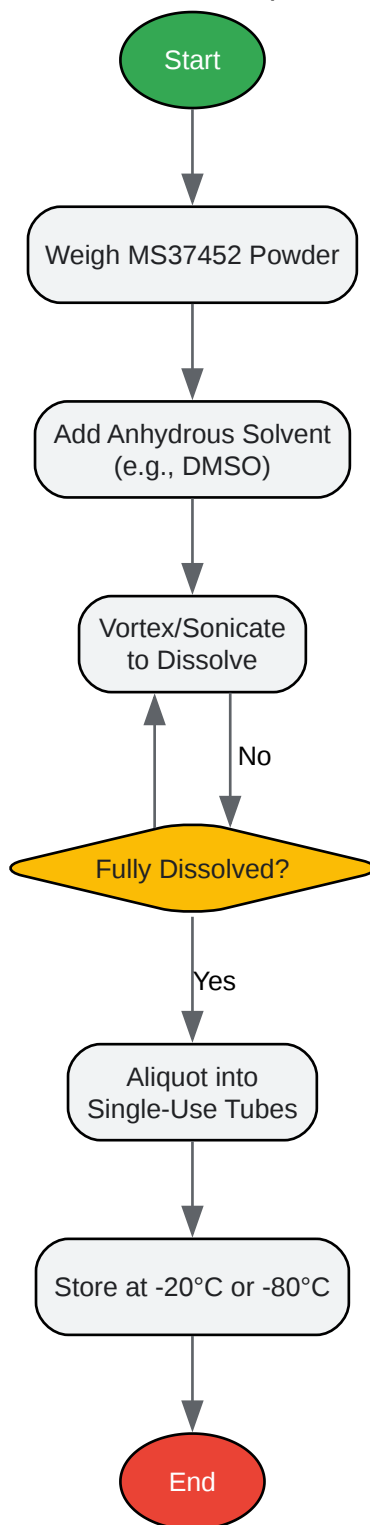 Start
Weigh MS37452 Powder
Add Anhydrous Solvent
(e.g., DMSO)
Vortex/Sonicate
to Dissolve
No
Fully Dissolved?
Yes
Aliquot into
Single-Use Tubes
Store at -20°C or -80°C
End